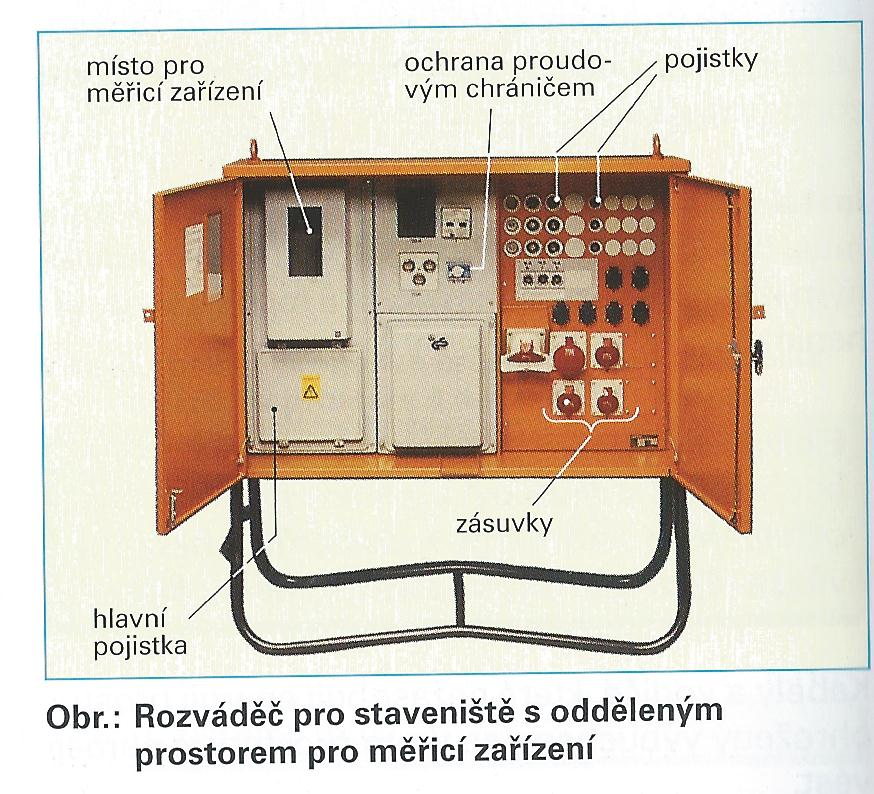 místo pro
měřicí zařízení
ochrana proudo-
vým chráničem
pojistky
zásuvky
hlavní
pojistka
Obr.: Rozváděč pro staveniště s odděleným
prostorem pro měřicí zařízení